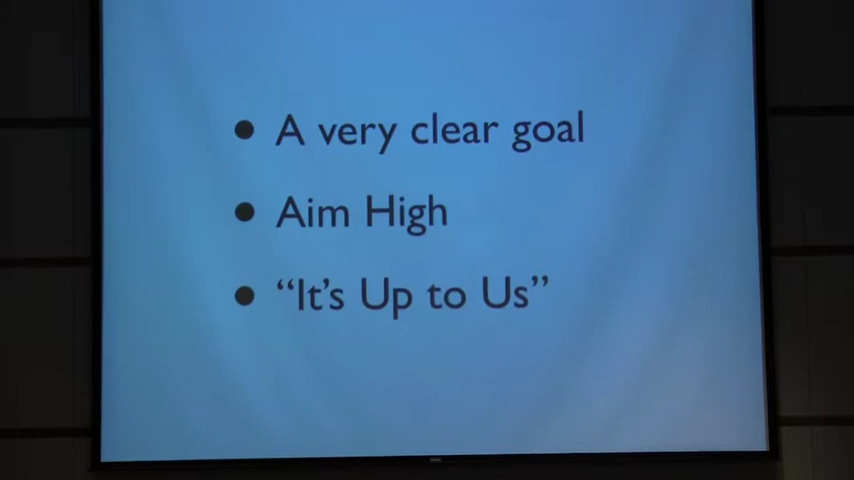 • A very clear goal
• Aim High
• “It’s Up to Us”